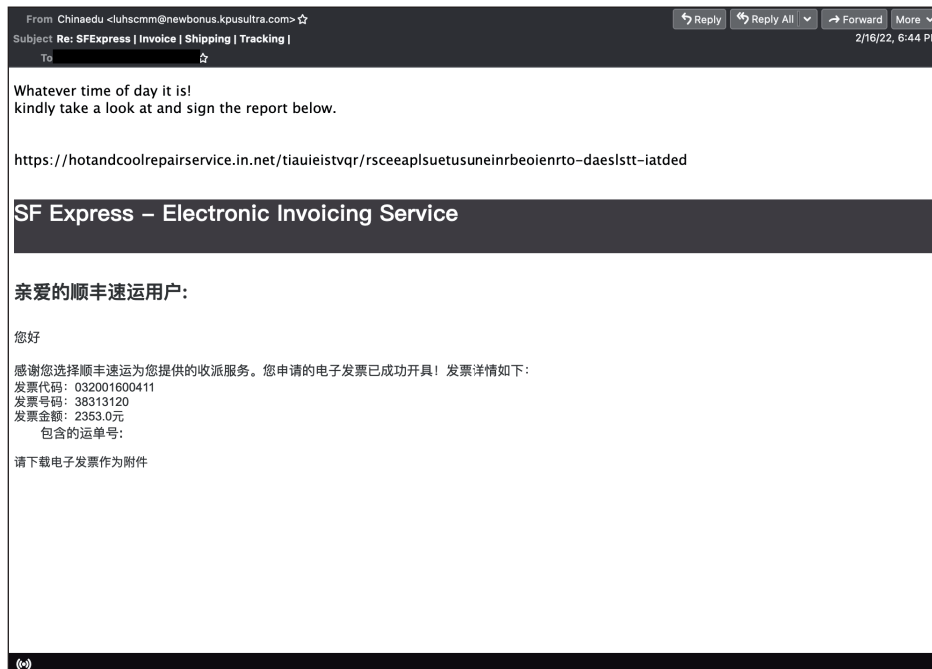 From Chinaedu <luhscmm@newbonus.kpusultra.com>
Reply Reply All Forward More
Subject Re: SFExpress | Invoice | Shipping | Tracking |
2/16/22, 6:44 P
To
Whatever time of day it is!
kindly take a look at and sign the report below.
https://hotandcoolrepairservice.in.net/tiauieistvqr/rsceeaplsuetusuneinrbeoienrto-daeslstt-iatded
SF Express – Electronic Invoicing Service
亲爱的顺丰速运用户:
您好
感谢您选择顺丰速运为您提供的收派服务。您申请的电子发票已成功开具！发票详情如下：
发票代码：032001600411
发票号码：38313120
发票金额：2353.0元
包含的运单号:
请下载电子发票作为附件